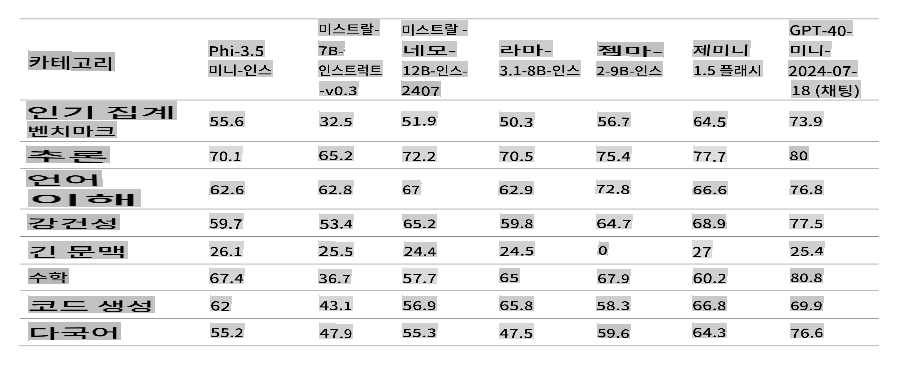 카테고리 Phi-3.5 미니-인스 미스트랄-7B-인스트럭트-v0.3 미스트랄 -네모-12B-인스-2407 라마-3.1-8B-인스 젬마-2-9B-인스 제미니 1.5 플래시 GPT-40-미니-2024-07-18 (채팅)
인기 집계 벤치마크 55.6 32.5 51.9 50.3 56.7 64.5 73.9
추론 70.1 65.2 72.2 70.5 75.4 77.7 80
언어 이해 62.6 62.8 67 62.9 72.8 66.6 76.8
강건성 59.7 53.4 65.2 59.8 64.7 68.9 77.5
긴 문맥 26.1 25.5 24.4 24.5 0 27 25.4
수학 67.4 36.7 57.7 65 67.9 60.2 80.8
코드 생성 62 43.1 56.9 65.8 58.3 66.8 69.9
다국어 55.2 47.9 55.3 47.5 59.6 64.3 76.6